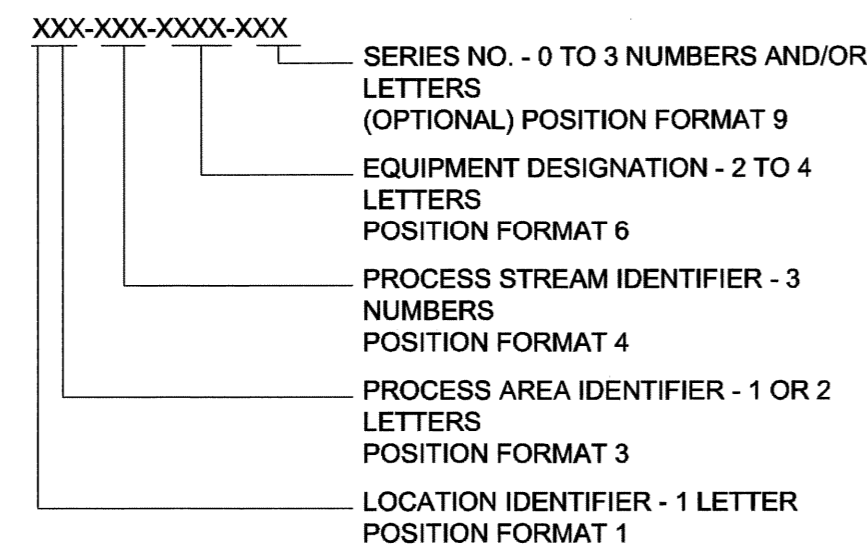 XXX-XXX-XXXX-XXX
SERIES NO. - 0 TO 3 NUMBERS AND/OR
LETTERS
(OPTIONAL) POSITION FORMAT 9
EQUIPMENT DESIGNATION - 2 TO 4
LETTERS
POSITION FORMAT 6
PROCESS STREAM IDENTIFIER - 3
NUMBERS
POSITION FORMAT 4
PROCESS AREA IDENTIFIER - 1 OR 2
LETTERS
POSITION FORMAT 3
LOCATION IDENTIFIER - 1 LETTER
POSITION FORMAT 1